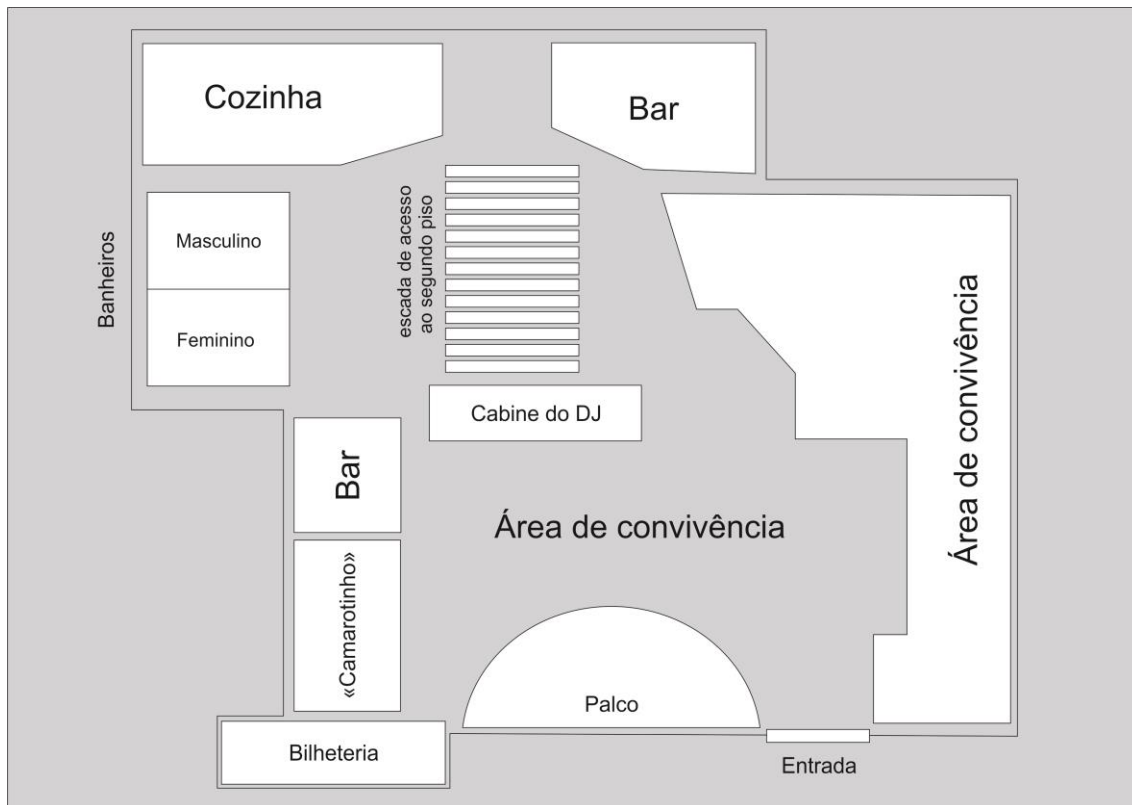 Cozinha
Bar
Banheiros
Masculino
Feminino
escada de acesso
ao segundo piso
Cabine do DJ
Área de convivência
Bar
Área de convivência
«Camarotinho»
Palco
Bilheteria
Entrada